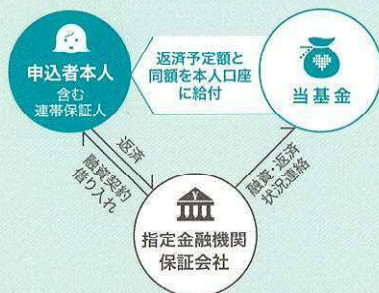 申込者本人
含む
連帯保証人
返済予定額と
同額を本人口座
に給付
当基金
返済
融資契約
借り入れ
融資・返済
状況連絡
指定金融機関
保証会社